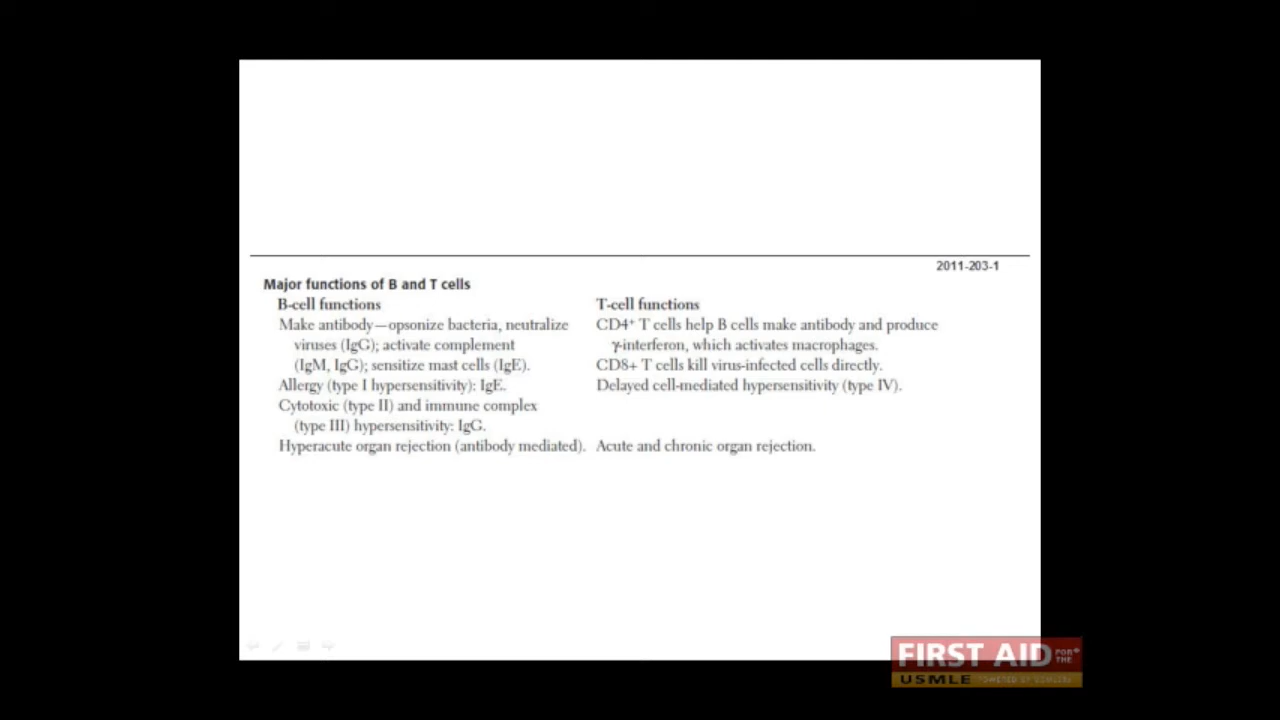 2011-203-1
Major functions of B and T cells
B-cell functions
Make antibody—opsonize bacteria, neutralize
viruses (IgG); activate complement
(IgM, IgG); sensitize mast cells (IgE).
Allergy (type I hypersensitivity): IgE.
Cytotoxic (type II) and immune complex
(type III) hypersensitivity: IgG.
Hyperacute organ rejection (antibody mediated).
T-cell functions
CD4⁺ T cells help B cells make antibody and produce
γ-interferon, which activates macrophages.
CD8+ T cells kill virus-infected cells directly.
Delayed cell-mediated hypersensitivity (type IV).
Acute and chronic organ rejection.
FIRST AID FOR THE
USMLE POWERED BY